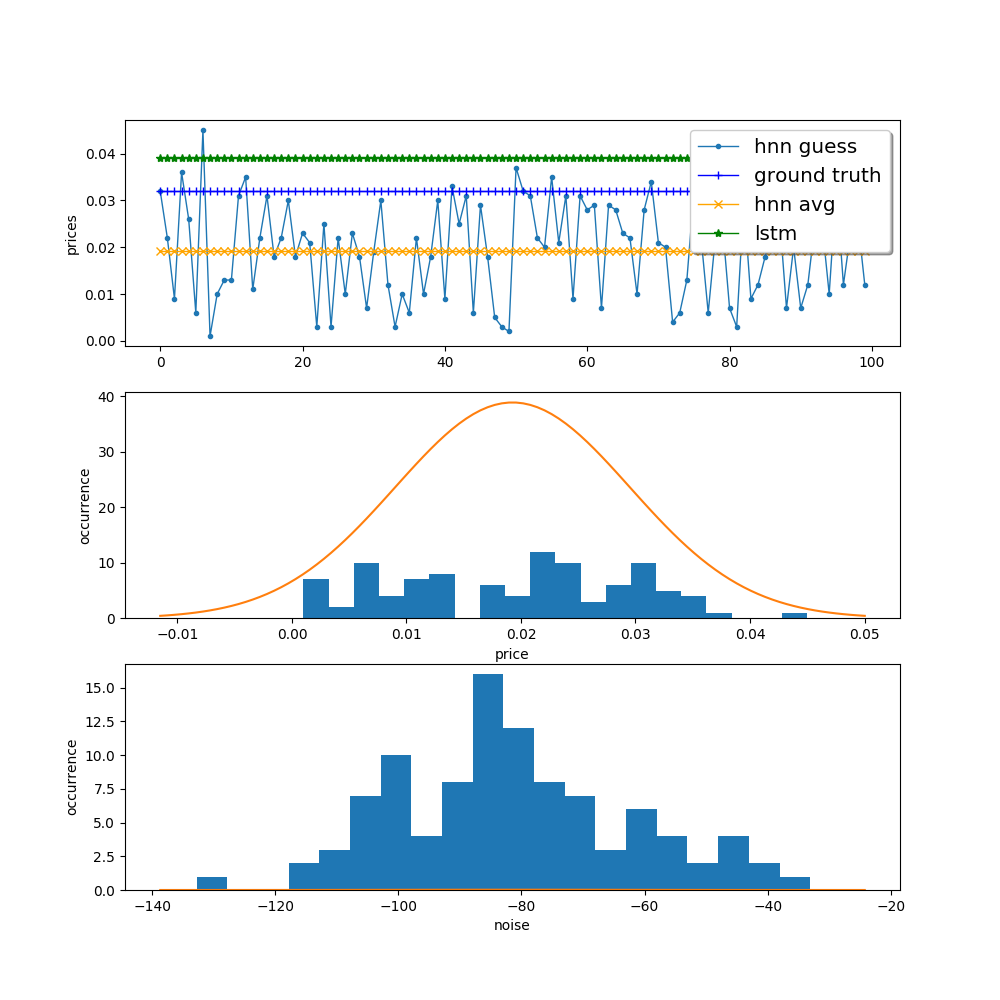 prices
0.04
0.03
0.02
0.01
0.00
hnn guess
ground truth
hnn avg
lstm
0 20 40 60 80 100
occurrence
40
30
20
10
0
−0.01 0.00 0.01 0.02 0.03 0.04 0.05
price
occurrence
15.0
12.5
10.0
7.5
5.0
2.5
0.0
−140 −120 −100 −80 −60 −40 −20
noise